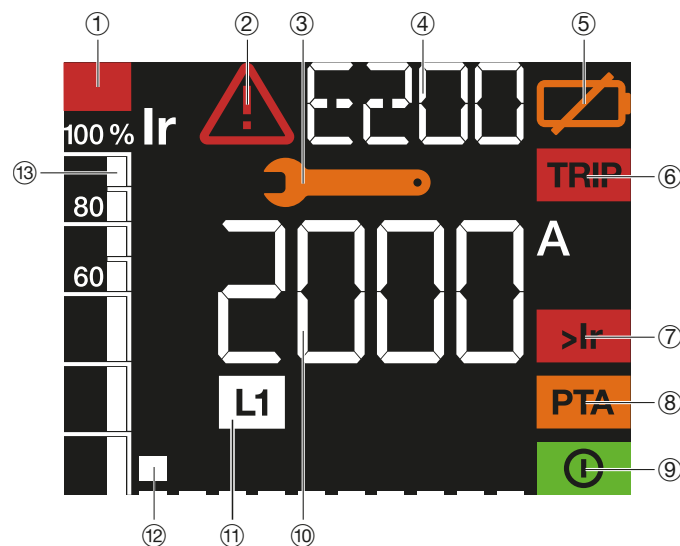 ① ② ③ ④ ⑤
E-200
100 % Ir
⑬ TRIP ⑥
80
A
2000
60
>Ir ⑦
L1 PTA ⑧
⑨
⑫ ⑪ ⑩